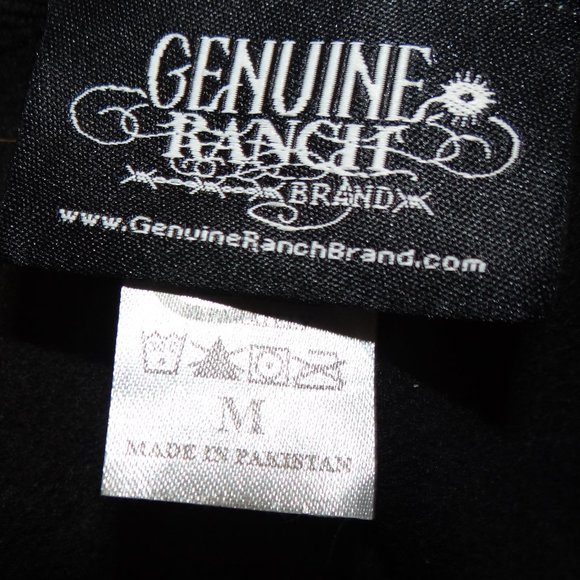 GENUINE
RANCH
BRAND
www.GenuineRanchBrand.com
M
MADE IN PAKISTAN